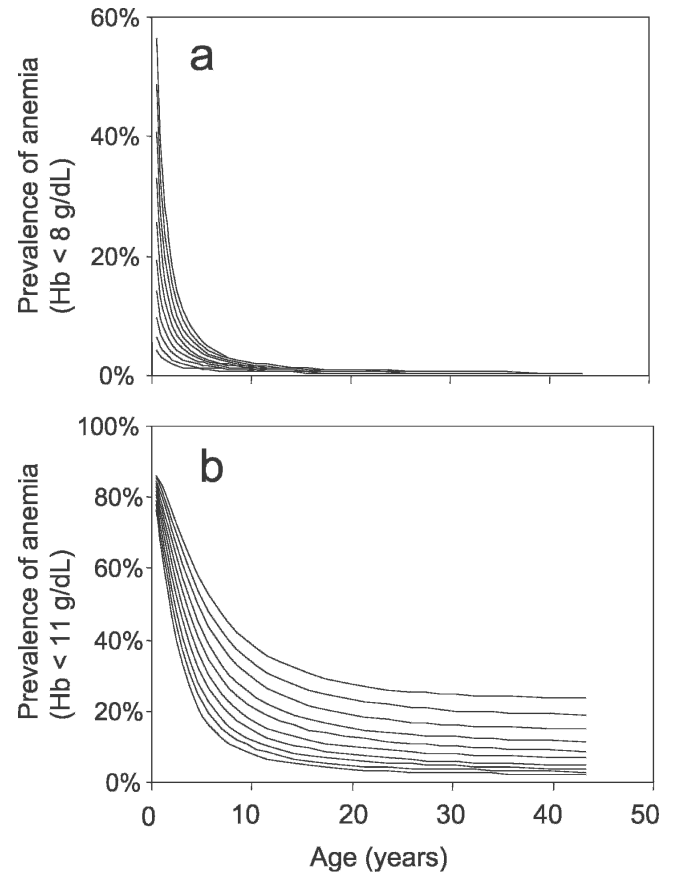 60%
a
40%
20%
0%
Prevalence of anemia
(Hb < 8 g/dL)
100%
b
80%
60%
40%
20%
0%
Prevalence of anemia
(Hb < 11 g/dL)
0 10 20 30 40 50
Age (years)